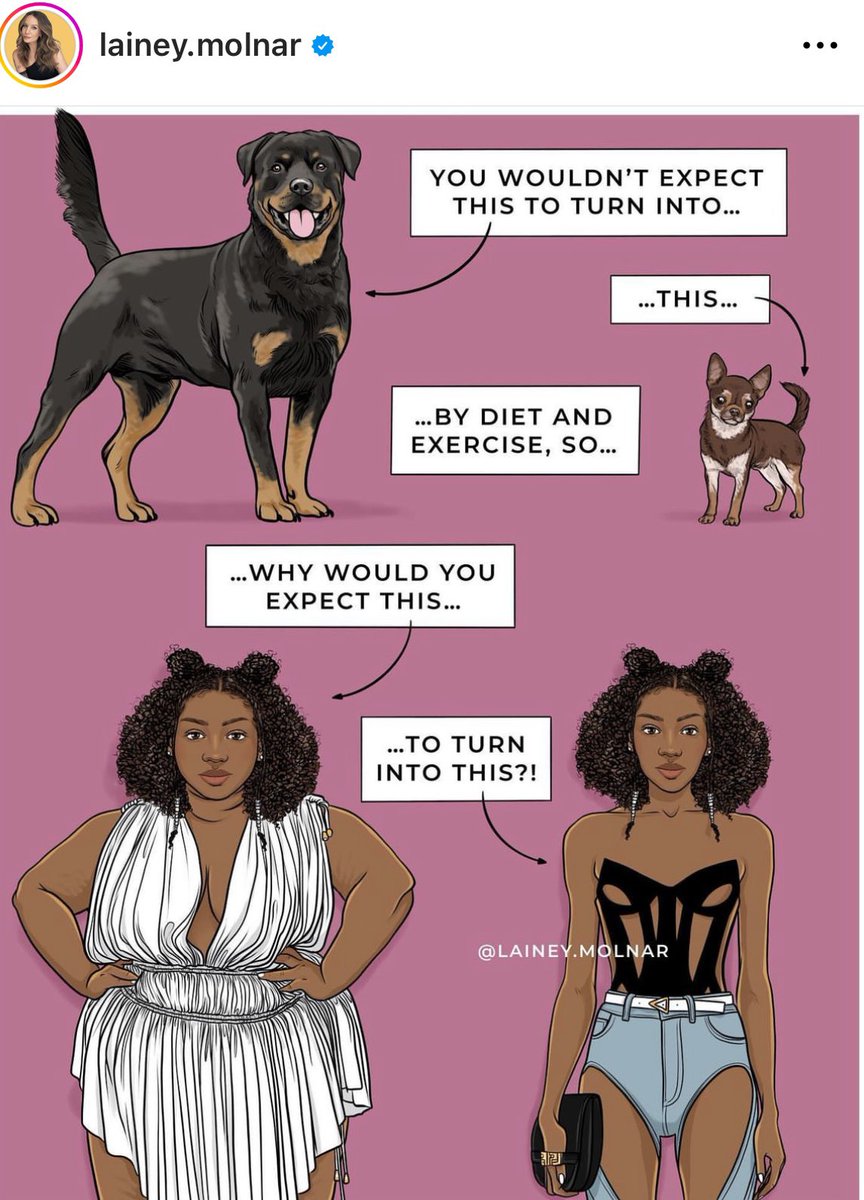 lainey.molnar
YOU WOULDN’T EXPECT
THIS TO TURN INTO...
...THIS...
...BY DIET AND
EXERCISE, SO...
...WHY WOULD YOU
EXPECT THIS...
...TO TURN
INTO THIS?!
@LAINEY.MOLNAR